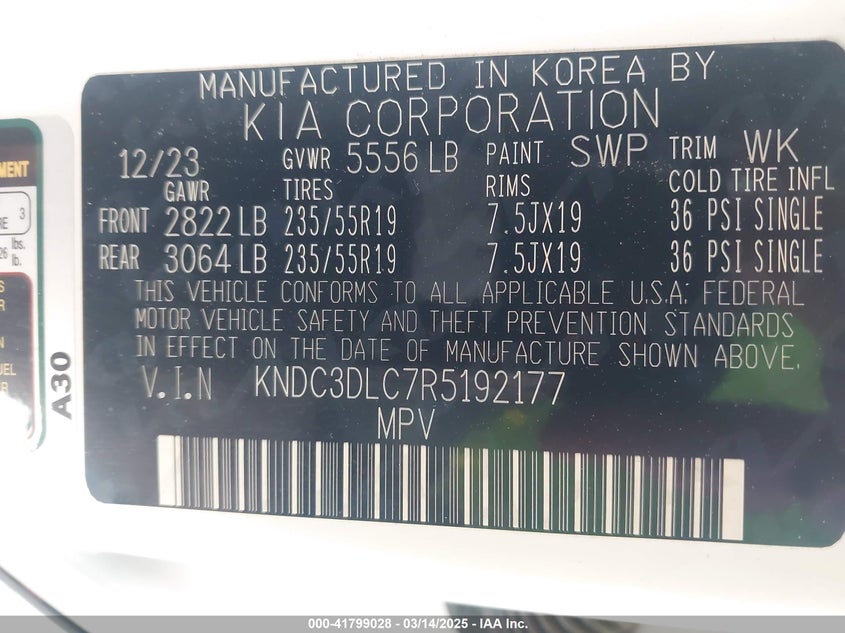 MANUFACTURED IN KOREA BY
KIA CORPORATION
12/23 GVWR 5556 LB PAINT SWP TRIM WK
GAWR TIRES RIMS COLD TIRE INFL
FRONT 2822 LB 235/55R19 7.5JX19 36 PSI SINGLE
REAR 3064 LB 235/55R19 7.5JX19 36 PSI SINGLE
THIS VEHICLE CONFORMS TO ALL APPLICABLE U.S.A. FEDERAL
MOTOR VEHICLE SAFETY AND THEFT PREVENTION STANDARDS
IN EFFECT ON THE DATE OF MANUFACTURE SHOWN ABOVE.
V.I.N KNDC3DLC7R5192177
MPV
A30
3
lbs.
lb.
000-41799028 - 03/14/2025 - IAA Inc.